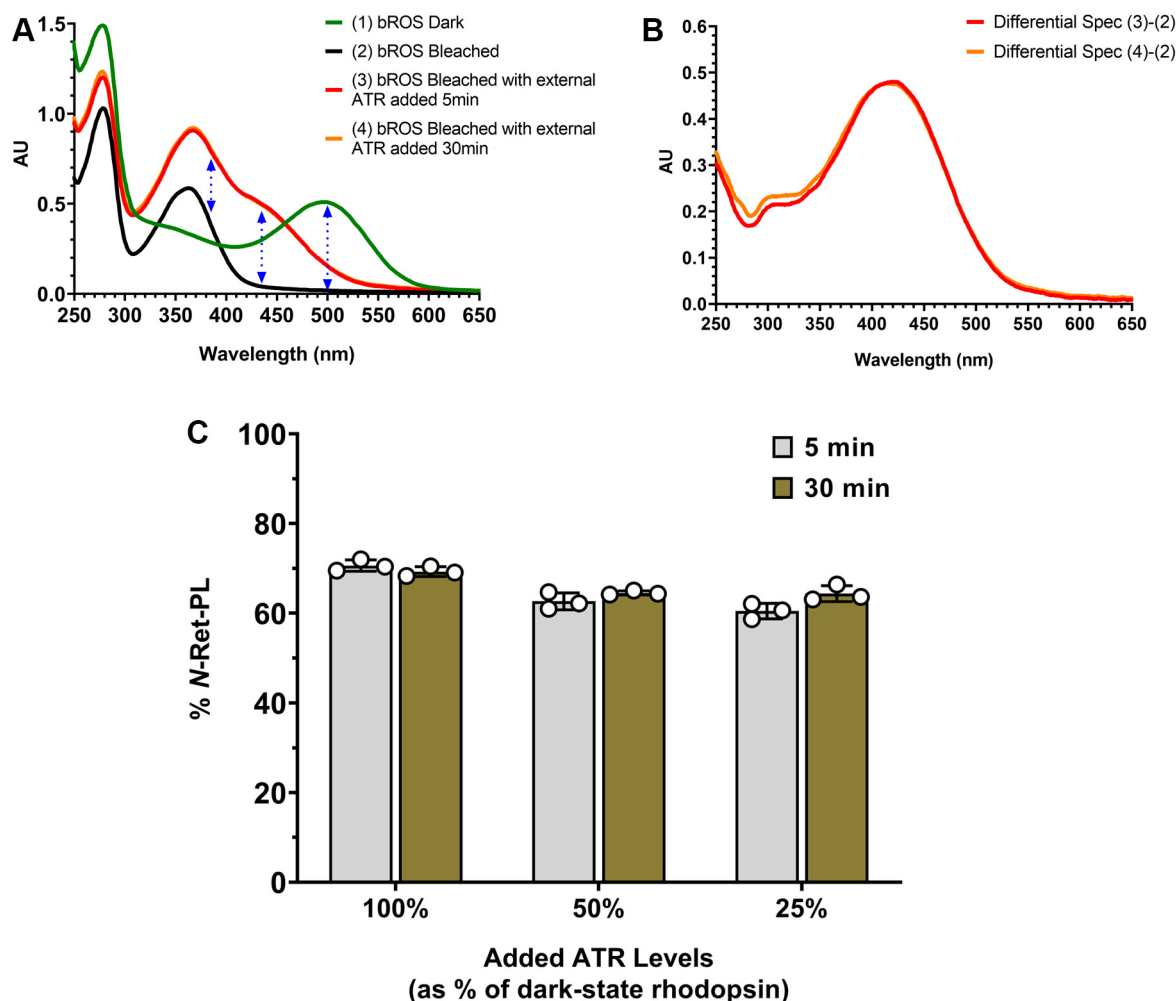 A
(1) bROS Dark
(2) bROS Bleached
(3) bROS Bleached with external
ATR added 5min
(4) bROS Bleached with external
ATR added 30min
AU
1.5
1.0
0.5
0.0
250 300 350 400 450 500 550 600 650
Wavelength (nm)
B
Differential Spec (3)-(2)
Differential Spec (4)-(2)
AU
0.6
0.5
0.4
0.3
0.2
0.1
0.0
250 300 350 400 450 500 550 600 650
Wavelength (nm)
C
5 min
30 min
% N-Ret-PL
100
80
60
40
20
0
100% 50% 25%
Added ATR Levels
(as % of dark-state rhodopsin)